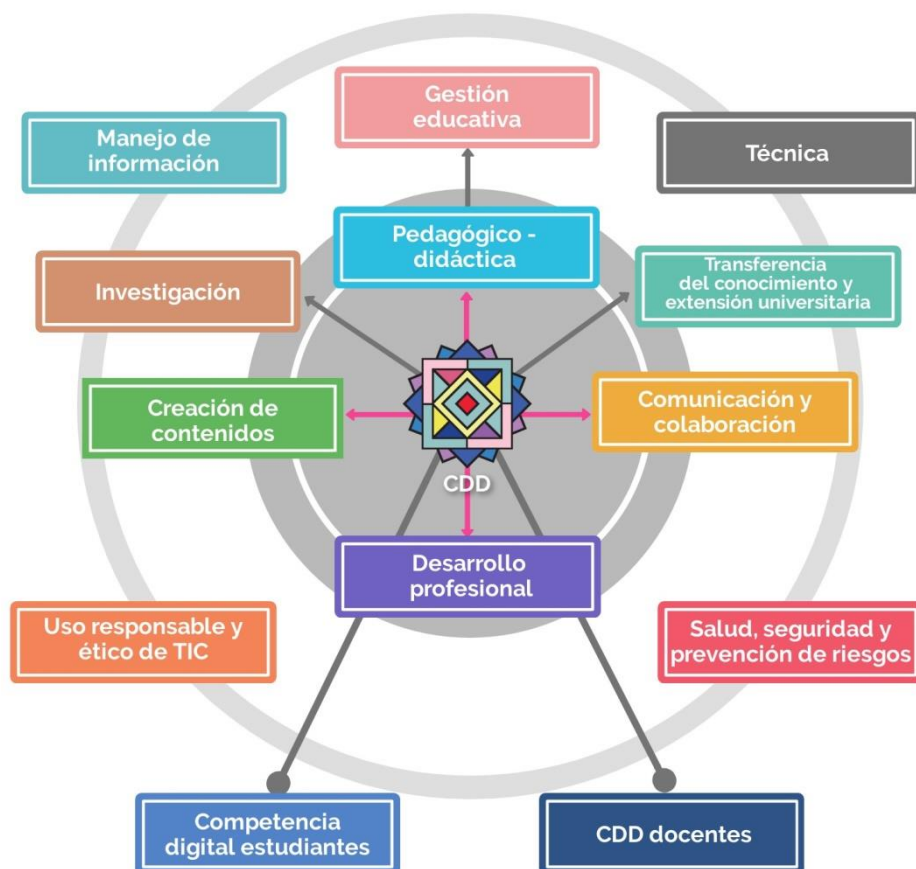 Gestión
educativa
Manejo de
información
Técnica
Pedagógico -
didáctica
Investigación
Transferencia
del conocimiento y
extensión universitaria
Creación de
contenidos
Comunicación y
colaboración
CDD
Desarrollo
profesional
Uso responsable y
ético de TIC
Salud, seguridad y
prevención de riesgos
Competencia
digital estudiantes
CDD docentes